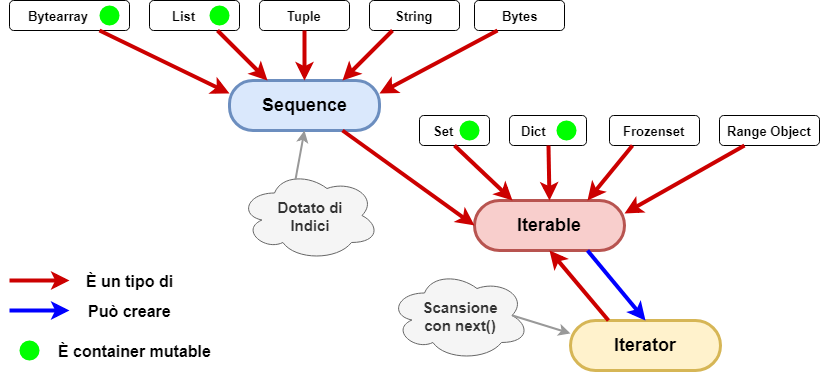 Bytearray
List
Tuple
String
Bytes
Sequence
Set
Dict
Frozenset
Range Object
Dotato di
Indici
Iterable
È un tipo di
Può creare
È container mutable
Scansione
con next()
Iterator